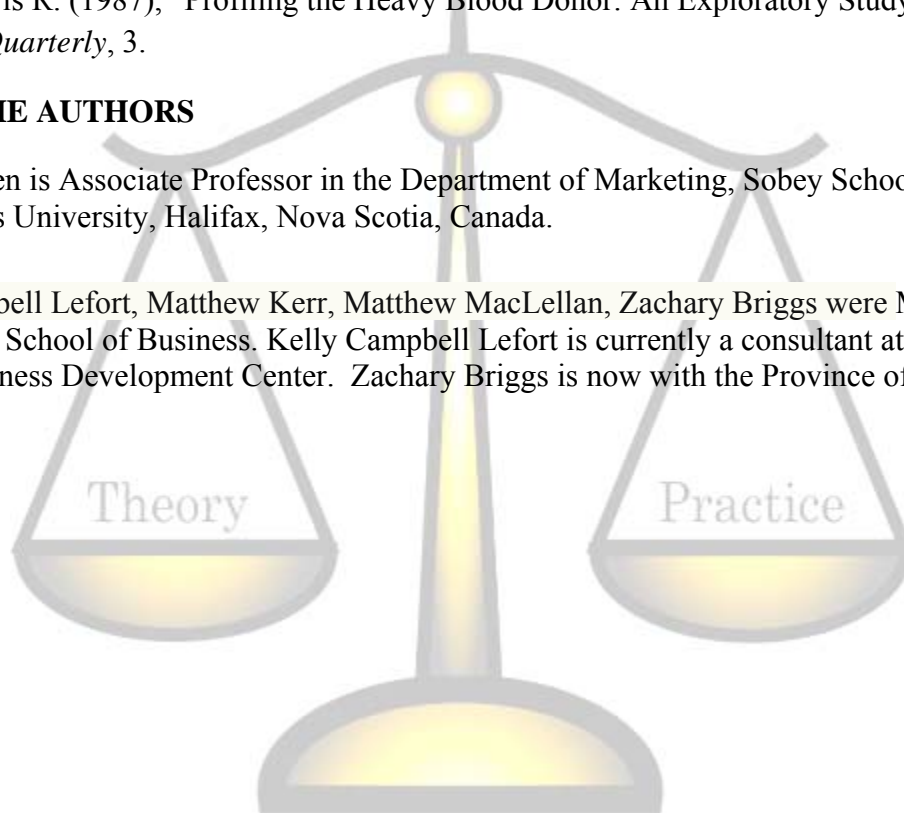 is R. (1987), "Profiling the Heavy Blood Donor: An Exploratory Study
Quarterly, 3.
ME AUTHORS
en is Associate Professor in the Department of Marketing, Sobey Schoo
s University, Halifax, Nova Scotia, Canada.
bell Lefort, Matthew Kerr, Matthew MacLellan, Zachary Briggs were M
School of Business. Kelly Campbell Lefort is currently a consultant at
ness Development Center. Zachary Briggs is now with the Province of
Theory Practice